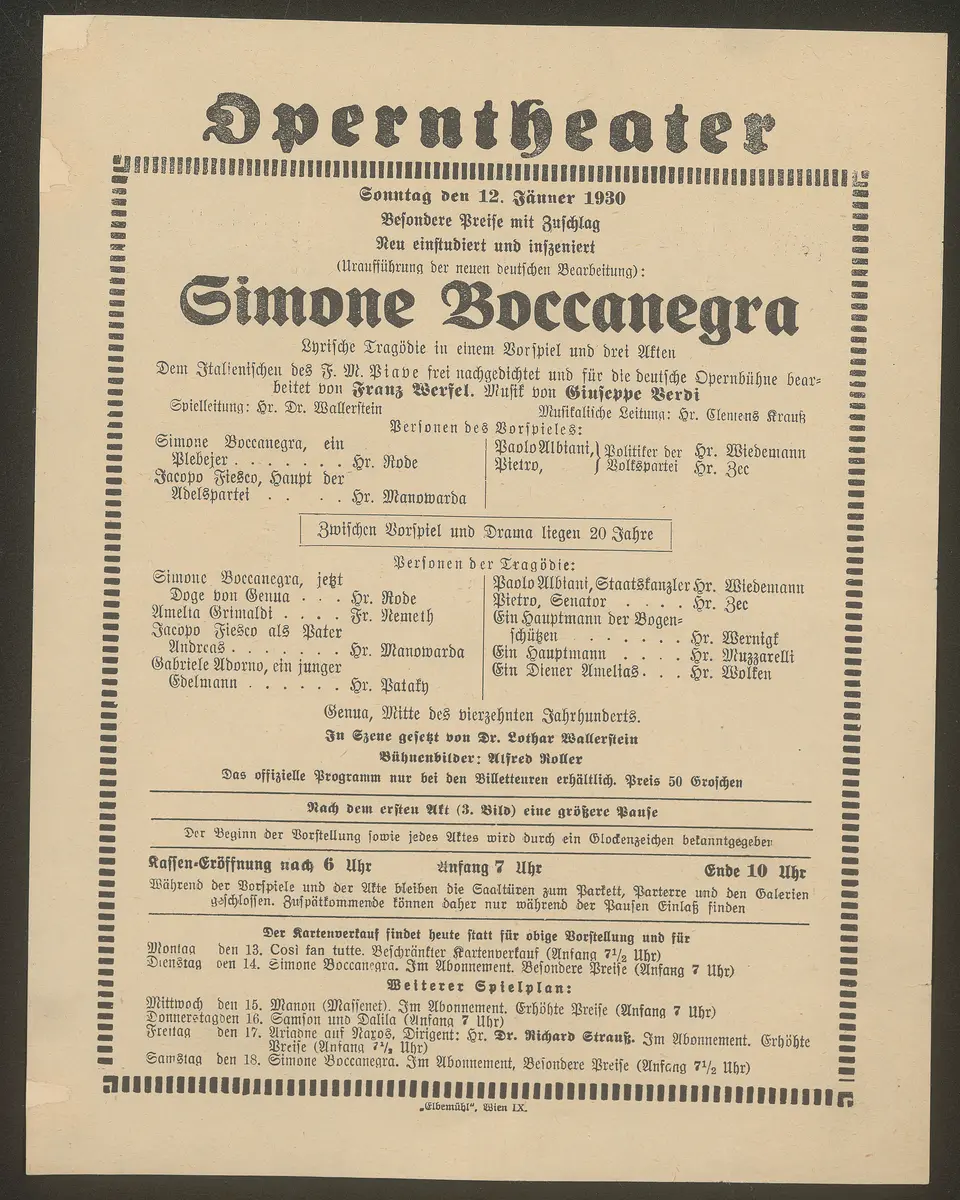 Operntheater
Sonntag den 12. Jänner 1930
Besondere Preise mit Zuschlag
Neu einstudiert und inszeniert
(Uraufführung der neuen deutschen Bearbeitung):
Simone Boccanegra
Lyrische Tragödie in einem Vorspiel und drei Akten
Dem Italienischen des F. M. Piave frei nachgedichtet und für die deutsche Opernbühne bear-
beitet von Franz Werfel. Musik von Giuseppe Verdi
Spielleitung: Hr. Dr. Wallerstein Musikalische Leitung: Hr. Clemens Krauß
Personen des Vorspieles:
Simone Boccanegra, ein
Plebejer . . . . . . . Hr. Rode
Jacopo Fiesco, Haupt der
Adelspartei . . . . Hr. Manowarda
Paolo Albiani, } Politiker der Hr. Wiedemann
Pietro, } Volkspartei Hr. Zec
Zwischen Vorspiel und Drama liegen 20 Jahre
Personen der Tragödie:
Simone Boccanegra, jetzt
Doge von Genua . . . Hr. Rode
Amelia Grimaldi . . . . Fr. Nemeth
Jacopo Fiesco als Pater
Andreas . . . . . . . Hr. Manowarda
Gabriele Adorno, ein junger
Edelmann . . . . . . Hr. Pataky
Paolo Albiani, Staatskanzler Hr. Wiedemann
Pietro, Senator . . . . Hr. Zec
Ein Hauptmann der Bogen-
schützen . . . . . . Hr. Wernigk
Ein Hauptmann . . . . Hr. Muzzarelli
Ein Diener Amelias . . . Hr. Wolken
Genua, Mitte des vierzehnten Jahrhunderts.
In Szene gesetzt von Dr. Lothar Wallerstein
Bühnenbilder: Alfred Roller
Das offizielle Programm nur bei den Billetteuren erhältlich. Preis 50 Groschen
Nach dem ersten Akt (3. Bild) eine größere Pause
Der Beginn der Vorstellung sowie jedes Aktes wird durch ein Glockenzeichen bekanntgegeben
Kassen-Eröffnung nach 6 Uhr Anfang 7 Uhr Ende 10 Uhr
Während der Vorspiele und der Akte bleiben die Saaltüren zum Parkett, Parterre und den Galerien
geschlossen. Zuspätkommende können daher nur während der Pausen Einlaß finden
Der Kartenverkauf findet heute statt für obige Vorstellung und für
Montag den 13. Cosi fan tutte. Beschränkter Kartenverkauf (Anfang 7 1/2 Uhr)
Dienstag den 14. Simone Boccanegra. Im Abonnement. Besondere Preise (Anfang 7 Uhr)
Weiterer Spielplan:
Mittwoch den 15. Manon (Massenet). Im Abonnement. Erhöhte Preise (Anfang 7 Uhr)
Donnerstag den 16. Samson und Dalila (Anfang 7 Uhr)
Freitag den 17. Ariadne auf Naxos. Dirigent: Hr. Dr. Richard Strauß. Im Abonnement. Erhöhte
Preise (Anfang 7 1/2 Uhr)
Samstag den 18. Simone Boccanegra. Im Abonnement, Besondere Preise (Anfang 7 1/2 Uhr)
„Elbemühl“, Wien IX.